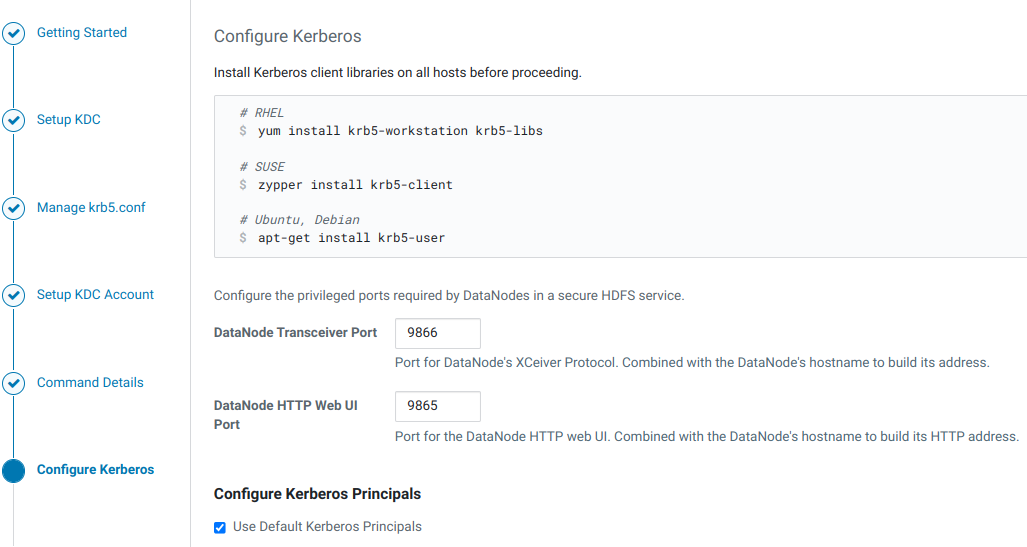 Getting Started
Setup KDC
Manage krb5.conf
Setup KDC Account
Command Details
Configure Kerberos
Configure Kerberos
Install Kerberos client libraries on all hosts before proceeding.
# RHEL
$ yum install krb5-workstation krb5-libs
# SUSE
$ zypper install krb5-client
# Ubuntu, Debian
$ apt-get install krb5-user
Configure the privileged ports required by DataNodes in a secure HDFS service.
DataNode Transceiver Port 9866
Port for DataNode's XCeiver Protocol. Combined with the DataNode's hostname to build its address.
DataNode HTTP Web UI 9865
Port
Port for the DataNode HTTP web UI. Combined with the DataNode's hostname to build its HTTP address.
Configure Kerberos Principals
Use Default Kerberos Principals